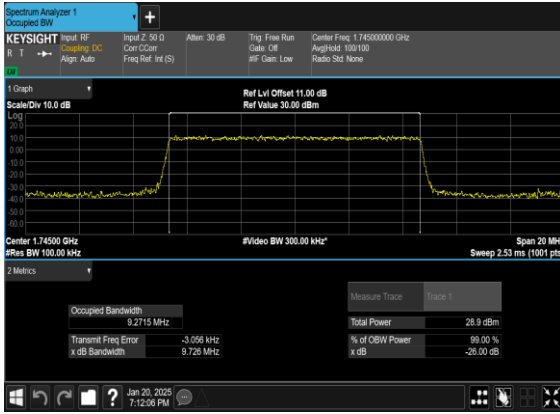 Spectrum Analyzer 1
Occupied BW
+
KEYSIGHT Input: RF Input Z: 50 Ω Atten: 30 dB Trig: Free Run Center Freq: 1.745000000 GHz
R T Coupling: DC Corr CCorr Gate: Off Avg|Hold: 100/100
Align: Auto Freq Ref: Int (S) #IF Gain: Low Radio Std: None
1 Graph
Ref Lvl Offset 11.00 dB
Scale/Div 10.0 dB Ref Value 30.00 dBm
Log
20.0
10.0
0.00
-10.0
-20.0
-30.0
-40.0
-50.0
-60.0
Center 1.74500 GHz #Video BW 300.00 kHz* Span 20 MH
#Res BW 100.00 kHz Sweep 2.53 ms (1001 pts
2 Metrics
Measure Trace Trace 1
Occupied Bandwidth
9.2715 MHz Total Power 28.9 dBm
Transmit Freq Error -3.056 kHz % of OBW Power 99.00 %
x dB Bandwidth 9.726 MHz x dB -26.00 dB
? Jan 20, 2025
7:12:06 PM